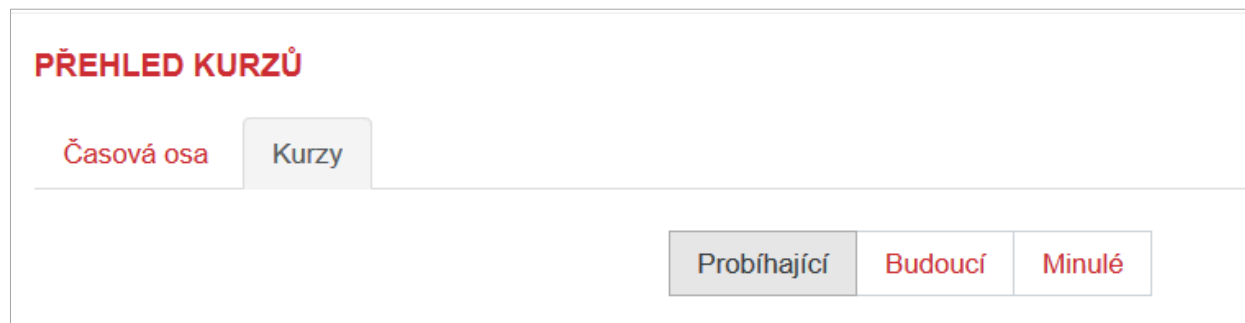 PŘEHLED KURZŮ
Časová osa Kurzy
Probíhající Budoucí Minulé